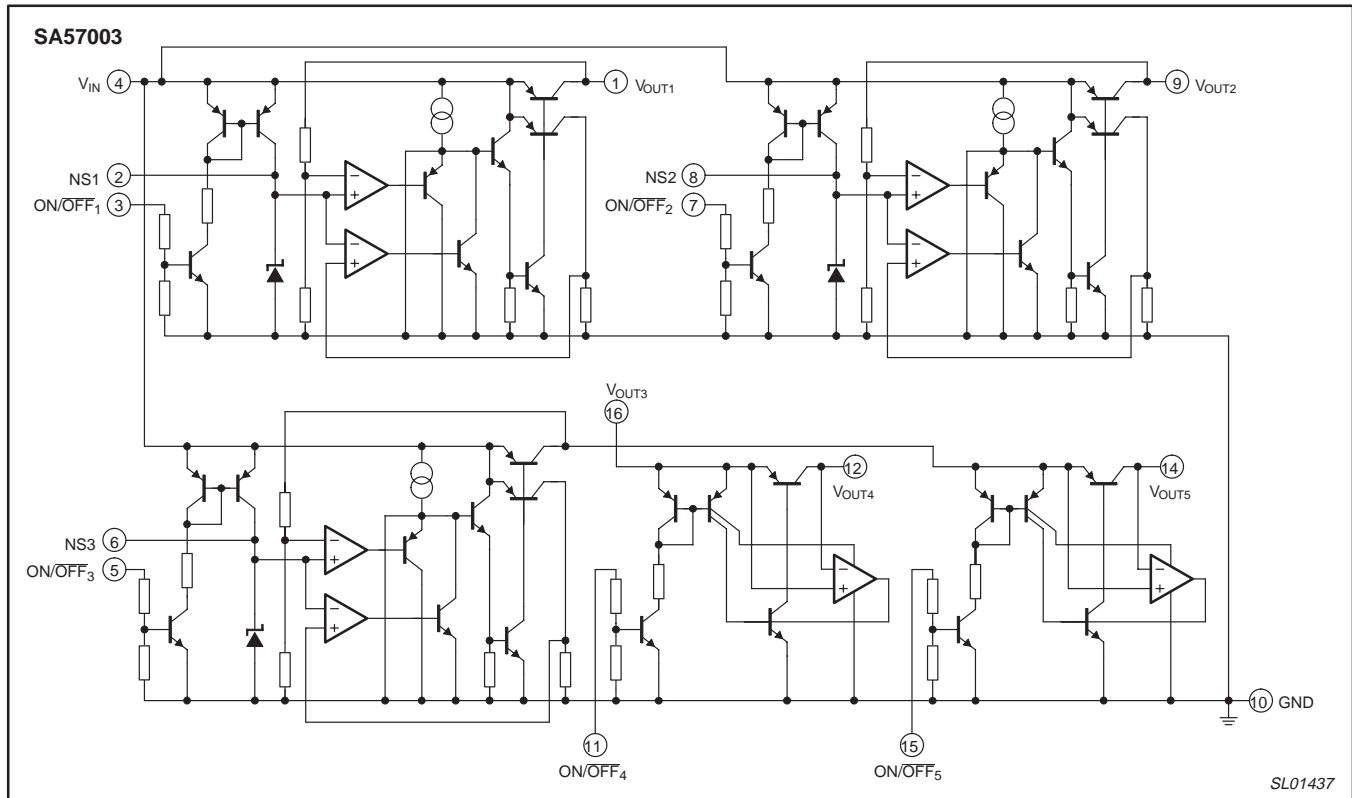 SA57003
VIN 4
1 VOUT1
9 VOUT2
NS1 2
ON/OFF1 3
NS2 8
ON/OFF2 7
− + − +
− + − +
VOUT3
16
12
VOUT4
14
VOUT5
NS3 6
ON/OFF3 5
− + − +
− +
− +
10 GND
11
ON/OFF4
15
ON/OFF5
SL01437